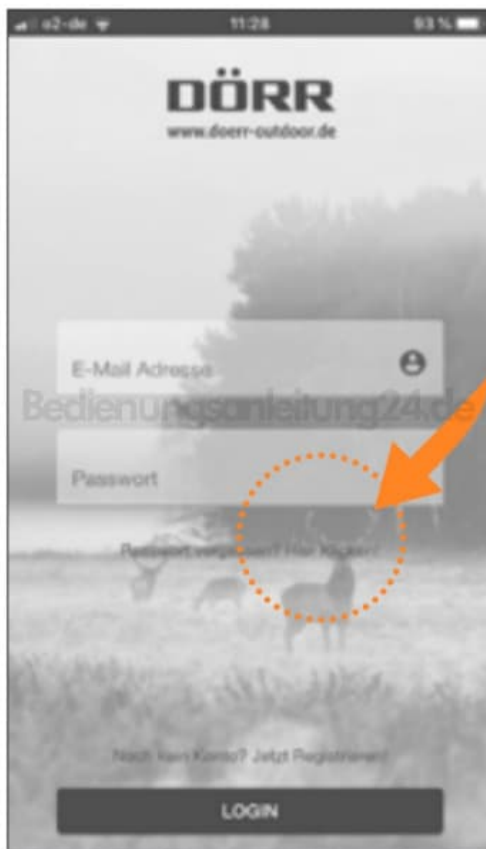 o2-de 11:28 93 %
DÖRR
www.doerr-outdoor.de
E-Mail Adresse
Bedienungsanleitung24.de
Passwort
Passwort vergessen? Hier Klicken!
Noch kein Konto? Jetzt Registrieren!
LOGIN